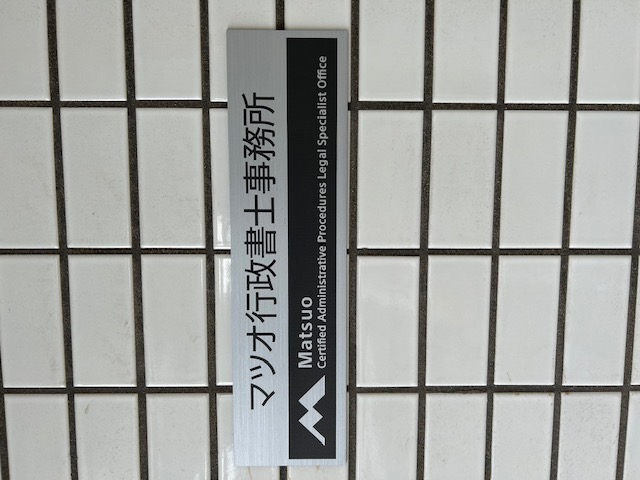 マツオ行政書士事務所
Matsuo
Certified Administrative Procedures Legal Specialist Office